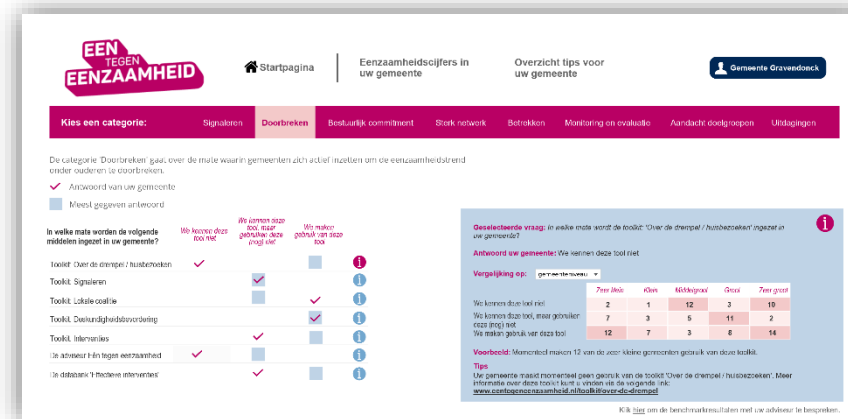 EEN
TEGEN
EENZAAMHEID
Startpagina
Eenzaamheidscijfers in
uw gemeente
Overzicht tips voor
uw gemeente
Gemeente Gravendonck
Kies een categorie: Signaleren Doorbreken Bestuurlijk commitment Sterk netwerk Betrekken Monitoring en evaluatie Aandacht doelgroepen Uitdagingen
De categorie 'Doorbreken' gaat over de mate waarin gemeenten zich actief inzetten om de eenzaamheidstrend
onder ouderen te doorbreken.
Antwoord van uw gemeente
Meest gegeven antwoord
In welke mate worden de volgende
middelen ingezet in uw gemeente?
We kennen deze
tool niet
We kennen deze
tool, maar
gebruiken deze
(nog) niet
We maken
gebruik van deze
tool
Toolkit: Over de drempel / huisbezoeken
Toolkit: Signaleren
Toolkit: Lokale coalitie
Toolkit: Deskundigheidsbevordering
Toolkit: Interventies
De adviseur Eén tegen eenzaamheid
De databank 'Effectieve interventies'
Geselecteerde vraag: In welke mate wordt de toolkit: 'Over de drempel / huisbezoeken' ingezet in
uw gemeente?
Antwoord uw gemeente: We kennen deze tool niet
Vergelijking op: gemeenteniveau
Zeer klein Klein Middelgroot Groot Zeer groot
We kennen deze tool niet 2 1 12 3 10
We kennen deze tool, maar gebruiken
deze (nog) niet 7 3 5 11 2
We maken gebruik van deze tool 12 7 3 8 14
Voorbeeld: Momenteel maken 12 van de zeer kleine gemeenten gebruik van deze toolkit.
Tips
Uw gemeente maakt momenteel geen gebruik van de toolkit 'Over de drempel / huisbezoeken'. Meer
informatie over deze toolkit kunt u vinden via de volgende link:
www.eentegeneenzaamheid.nl/toolkit/over-de-drempel
Klik hier om de benchmarkresultaten met uw adviseur te bespreken.